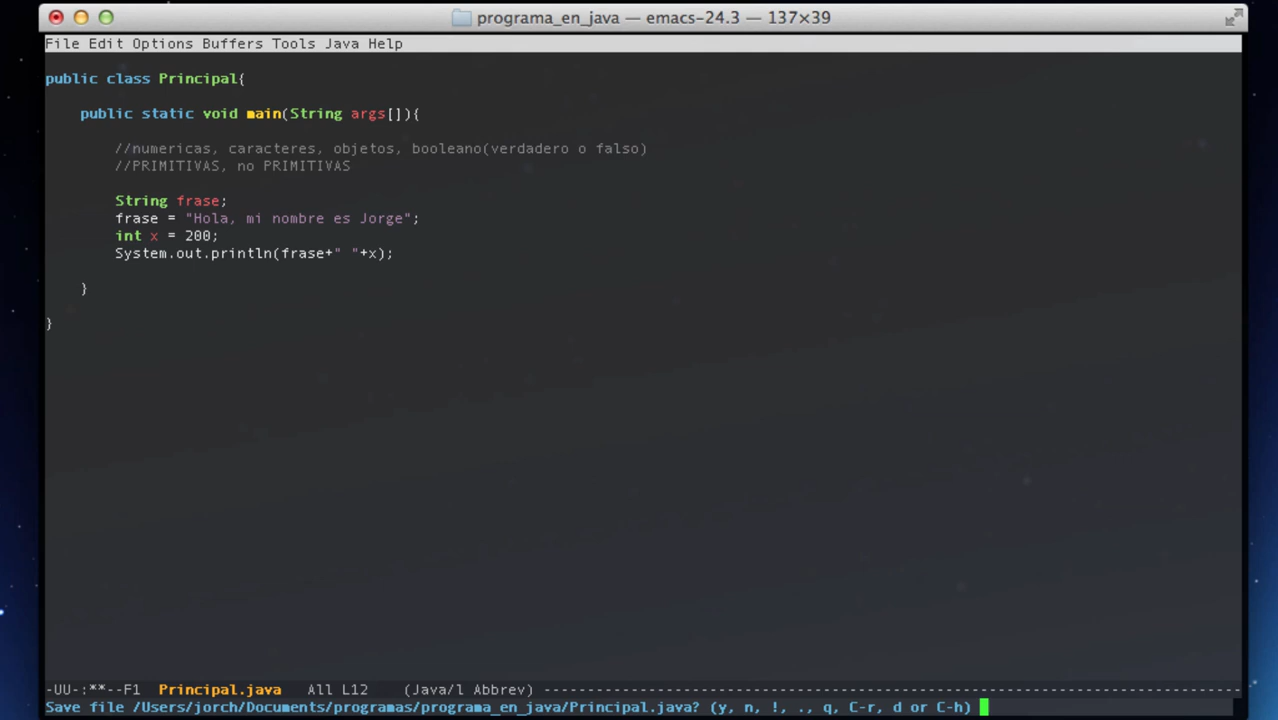 programa_en_java — emacs-24.3 — 137×39
File Edit Options Buffers Tools Java Help
public class Principal{
public static void main(String args[]){
//numericas, caracteres, objetos, booleano(verdadero o falso)
//PRIMITIVAS, no PRIMITIVAS
String frase;
frase = "Hola, mi nombre es Jorge";
int x = 200;
System.out.println(frase+" "+x);
}
}
-UU-:**--F1  Principal.java   All L12    (Java/l Abbrev) --------------------------------------------------------------------------------
Save file /Users/jorch/Documents/programas/programa_en_java/Principal.java? (y, n, !, ., q, C-r, d or C-h)